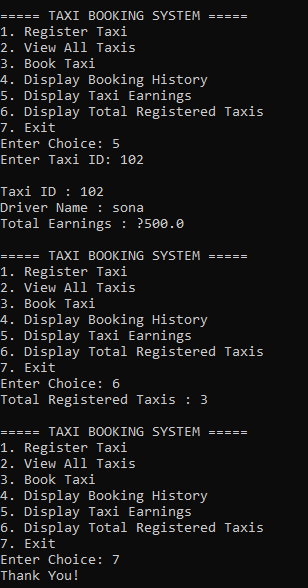 ===== TAXI BOOKING SYSTEM =====
1. Register Taxi
2. View All Taxis
3. Book Taxi
4. Display Booking History
5. Display Taxi Earnings
6. Display Total Registered Taxis
7. Exit
Enter Choice: 5
Enter Taxi ID: 102
Taxi ID : 102
Driver Name : sona
Total Earnings : ?500.0
===== TAXI BOOKING SYSTEM =====
1. Register Taxi
2. View All Taxis
3. Book Taxi
4. Display Booking History
5. Display Taxi Earnings
6. Display Total Registered Taxis
7. Exit
Enter Choice: 6
Total Registered Taxis : 3
===== TAXI BOOKING SYSTEM =====
1. Register Taxi
2. View All Taxis
3. Book Taxi
4. Display Booking History
5. Display Taxi Earnings
6. Display Total Registered Taxis
7. Exit
Enter Choice: 7
Thank You!